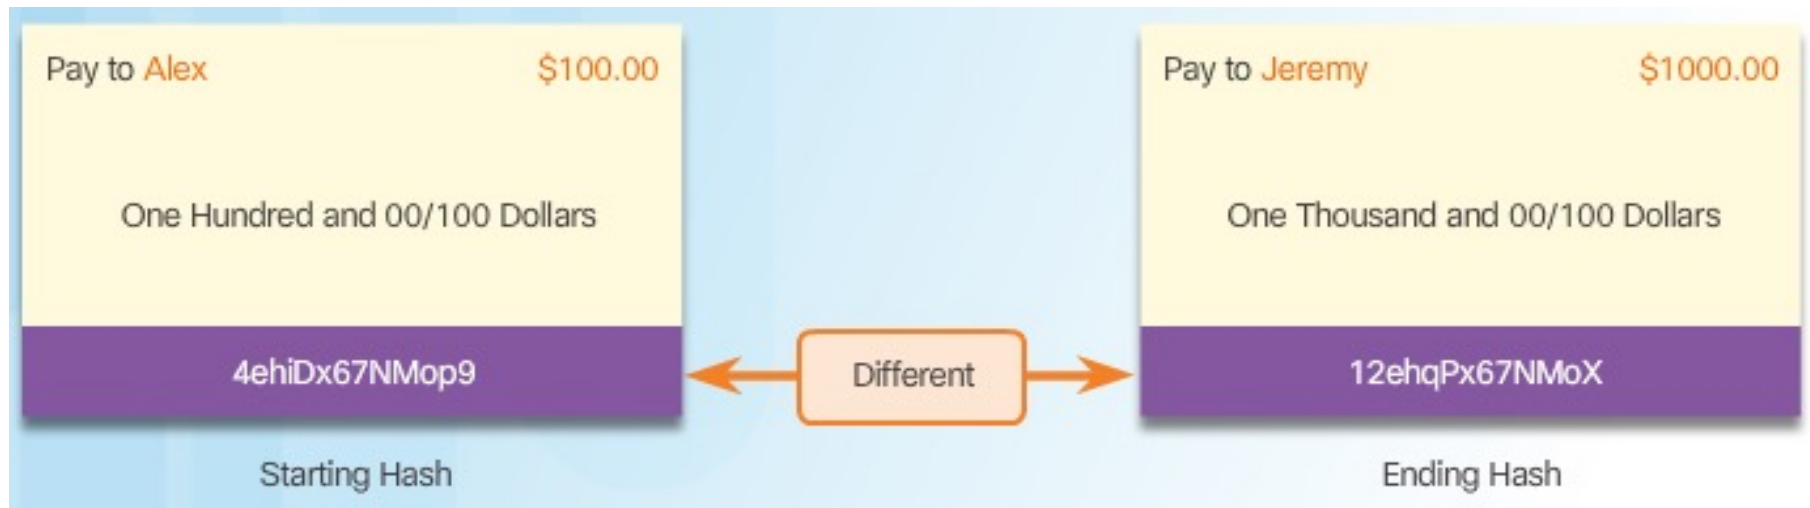 Pay to Alex $100.00
One Hundred and 00/100 Dollars
4ehiDx67NMop9
Starting Hash
Different
Pay to Jeremy $1000.00
One Thousand and 00/100 Dollars
12ehqPx67NMoX
Ending Hash